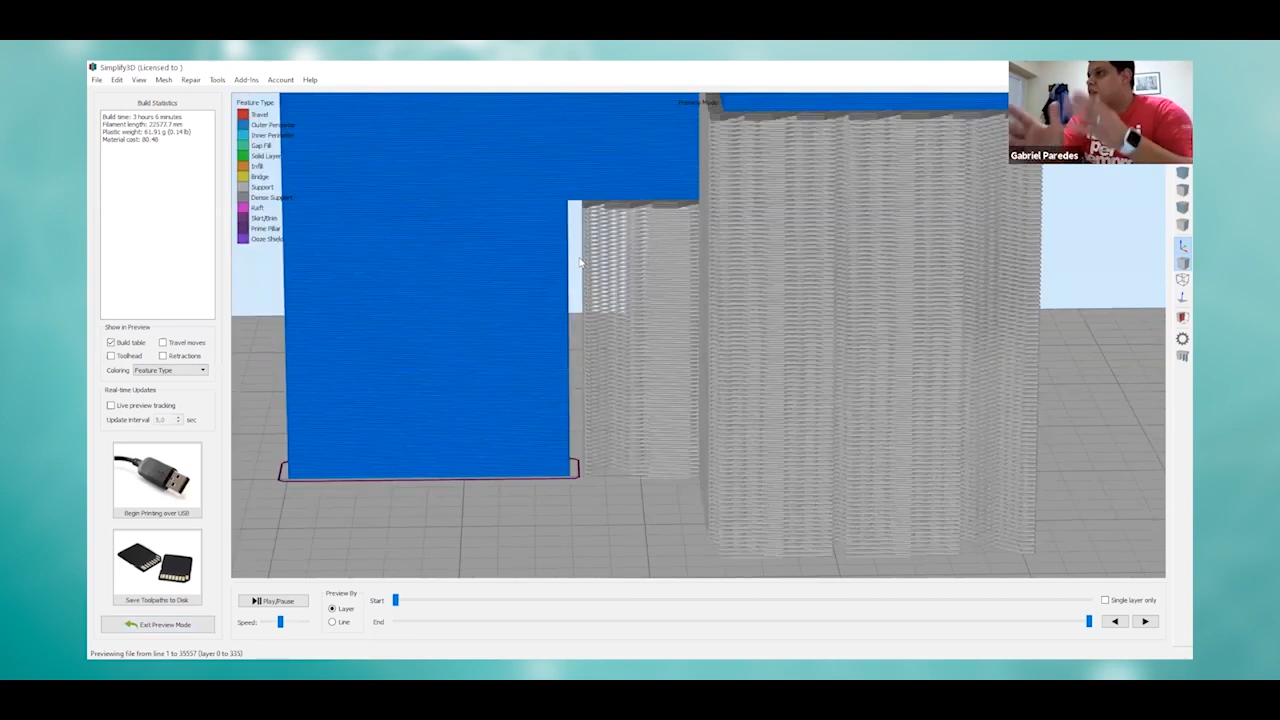 Simplify3D (Licensed to )
File Edit View Mesh Repair Tools Add-Ins Account Help
Build Statistics
Build time: 3 hours 6 minutes
Filament length: 22577.7 mm
Plastic weight: 61.91 g (0.14 lb)
Material cost: 80.48
Show in Preview
Build table
Travel moves
Toolhead
Retractions
Coloring Feature Type
Real-time Updates
Live preview tracking
Update interval 5,0 sec
Begin Printing over USB
Save Toolpaths to Disk
Exit Preview Mode
Feature Type
Travel
Outer Perimeter
Inner Perimeter
Gap Fill
Solid Layer
Infill
Bridge
Support
Dense Support
Raft
Skirt/Brim
Prime Pillar
Ooze Shield
Preview Mode
Gabriel Paredes
Play/Pause
Speed:
Preview By
Layer
Line
Start
End
Single layer only
Previewing file from line 1 to 35557 (layer 0 to 335)